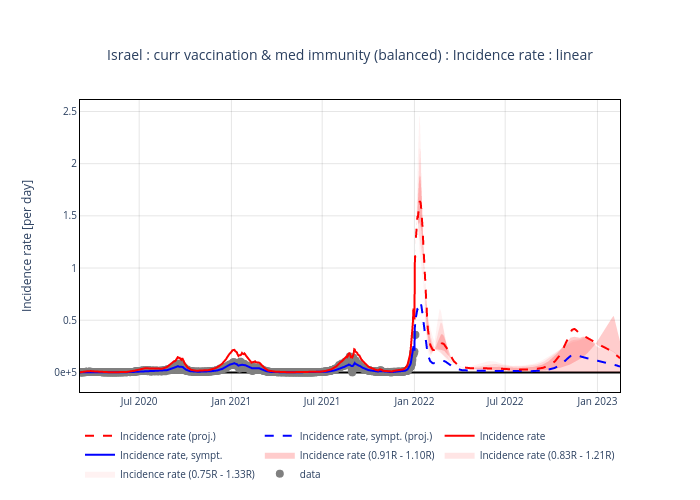 Israel : curr vaccination & med immunity (balanced) : Incidence rate : linear
Incidence rate [per day]
2.5
2
1.5
1
0.5
0e+5
Jul 2020
Jan 2021
Jul 2021
Jan 2022
Jul 2022
Jan 2023
Incidence rate (proj.)
Incidence rate, sympt. (proj.)
Incidence rate
Incidence rate, sympt.
Incidence rate (0.91R - 1.10R)
Incidence rate (0.83R - 1.21R)
Incidence rate (0.75R - 1.33R)
data